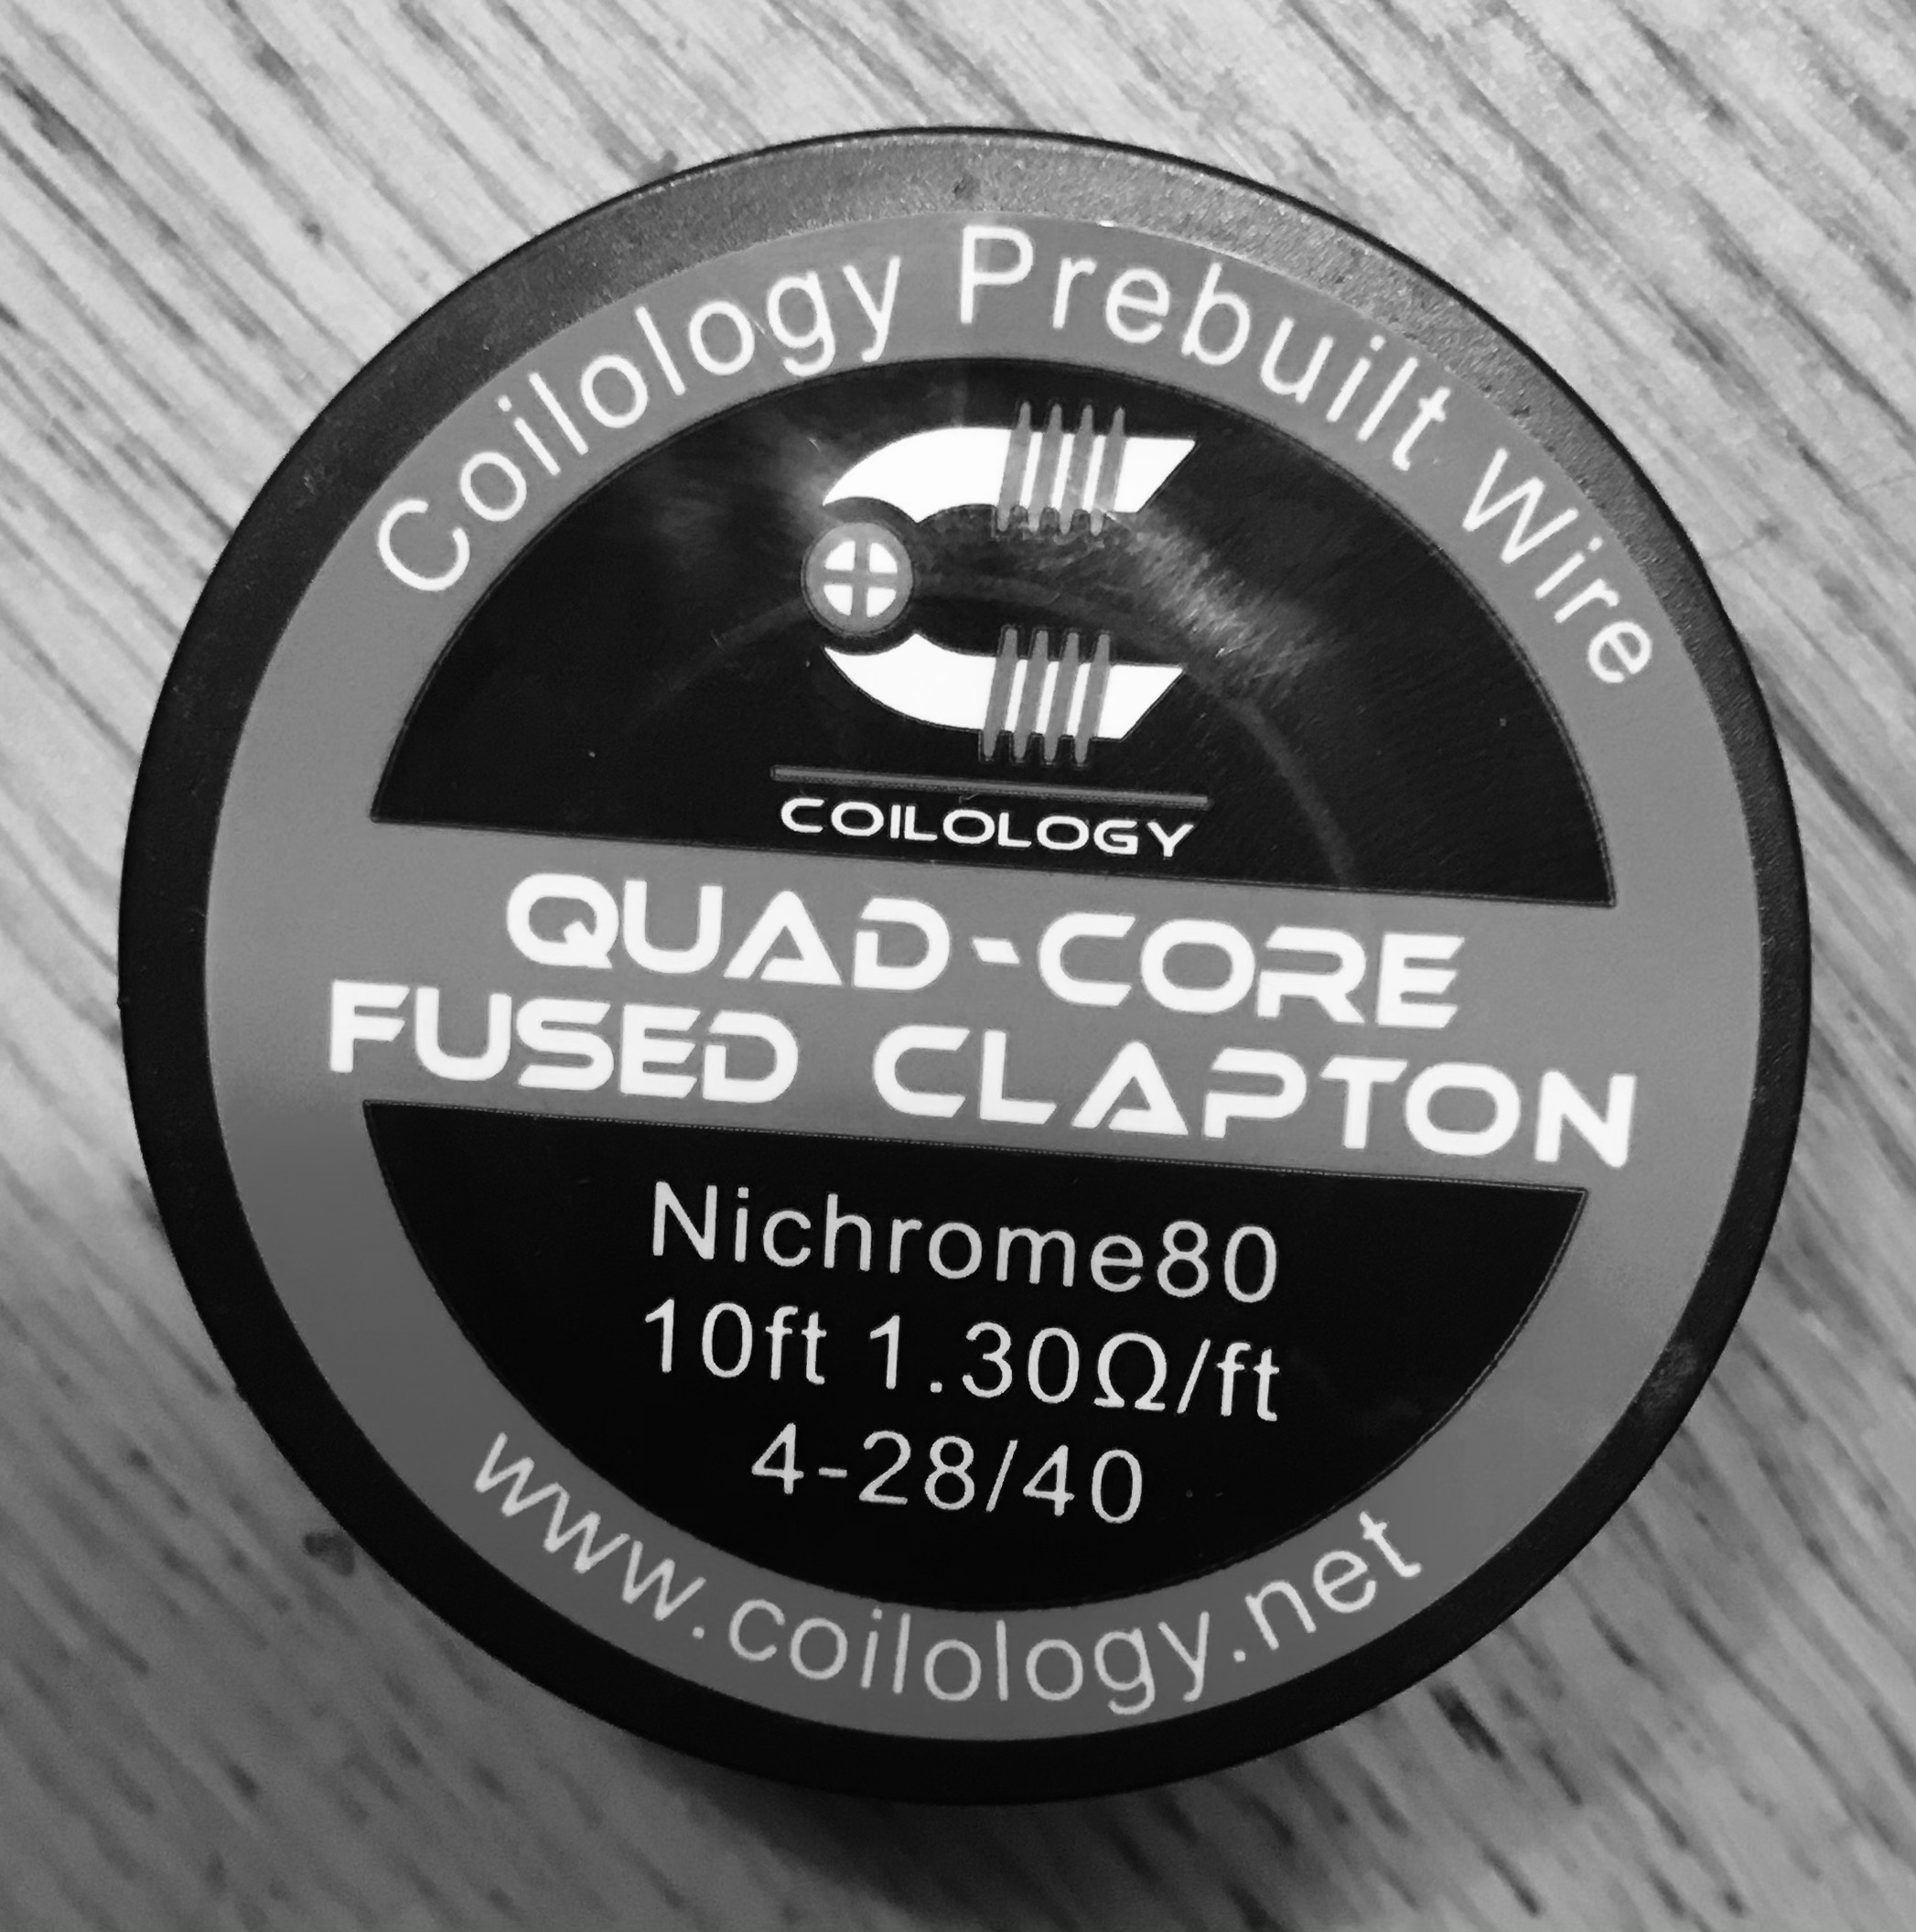 Coilology Prebuilt Wire
COILOLOGY
QUAD-CORE
FUSED CLAPTON
Nichrome80
10ft 1.30Ω/ft
4-28/40
www.coilology.net